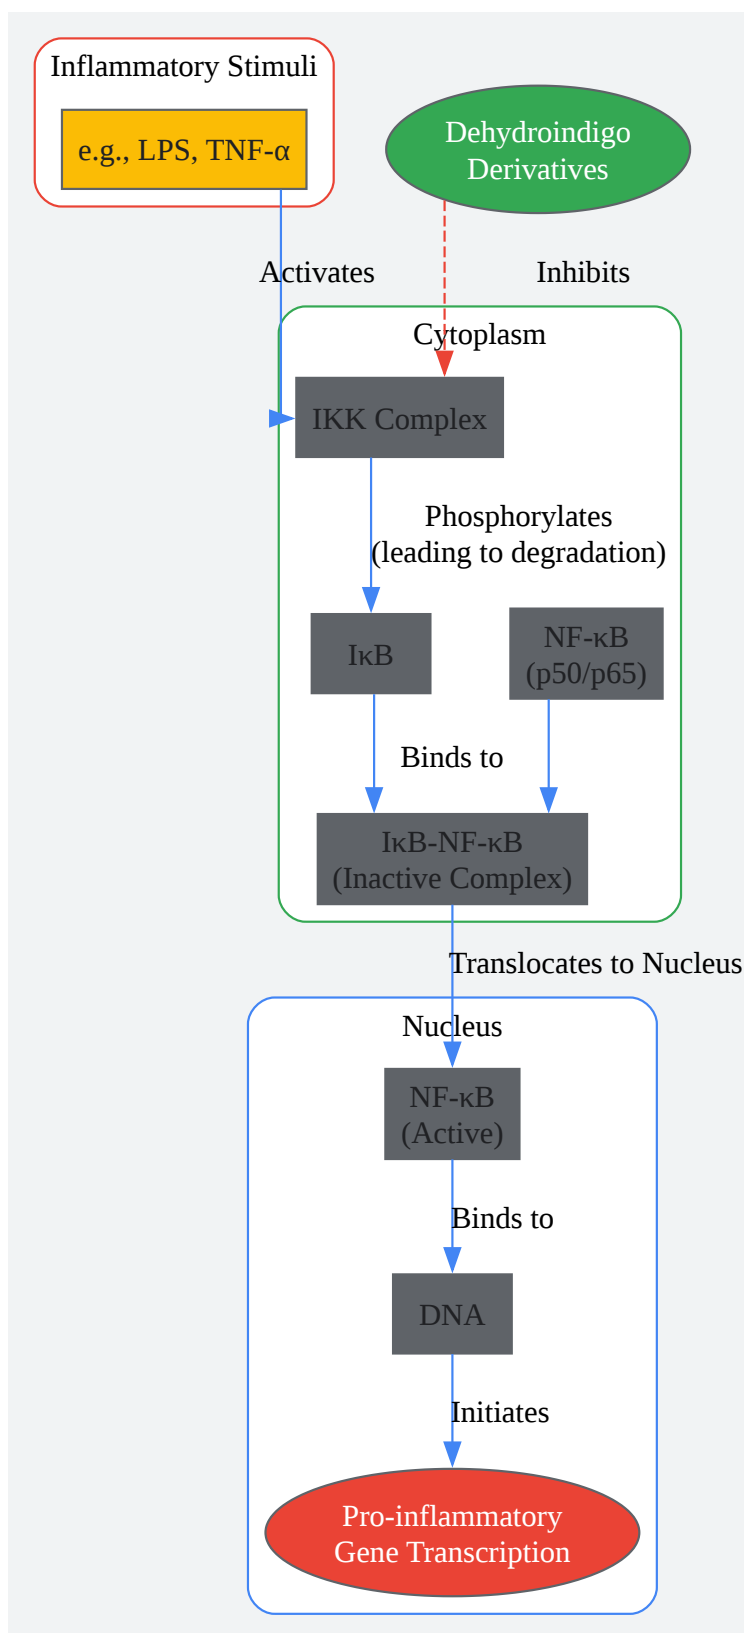 Inflammatory Stimuli
e.g., LPS, TNF-α
Dehydroindigo
Derivatives
Activates
Inhibits
Cytoplasm
IKK Complex
Phosphorylates
(leading to degradation)
IκB
NF-κB
(p50/p65)
Binds to
IκB-NF-κB
(Inactive Complex)
Translocates to Nucleus
Nucleus
NF-κB
(Active)
Binds to
DNA
Initiates
Pro-inflammatory
Gene Transcription